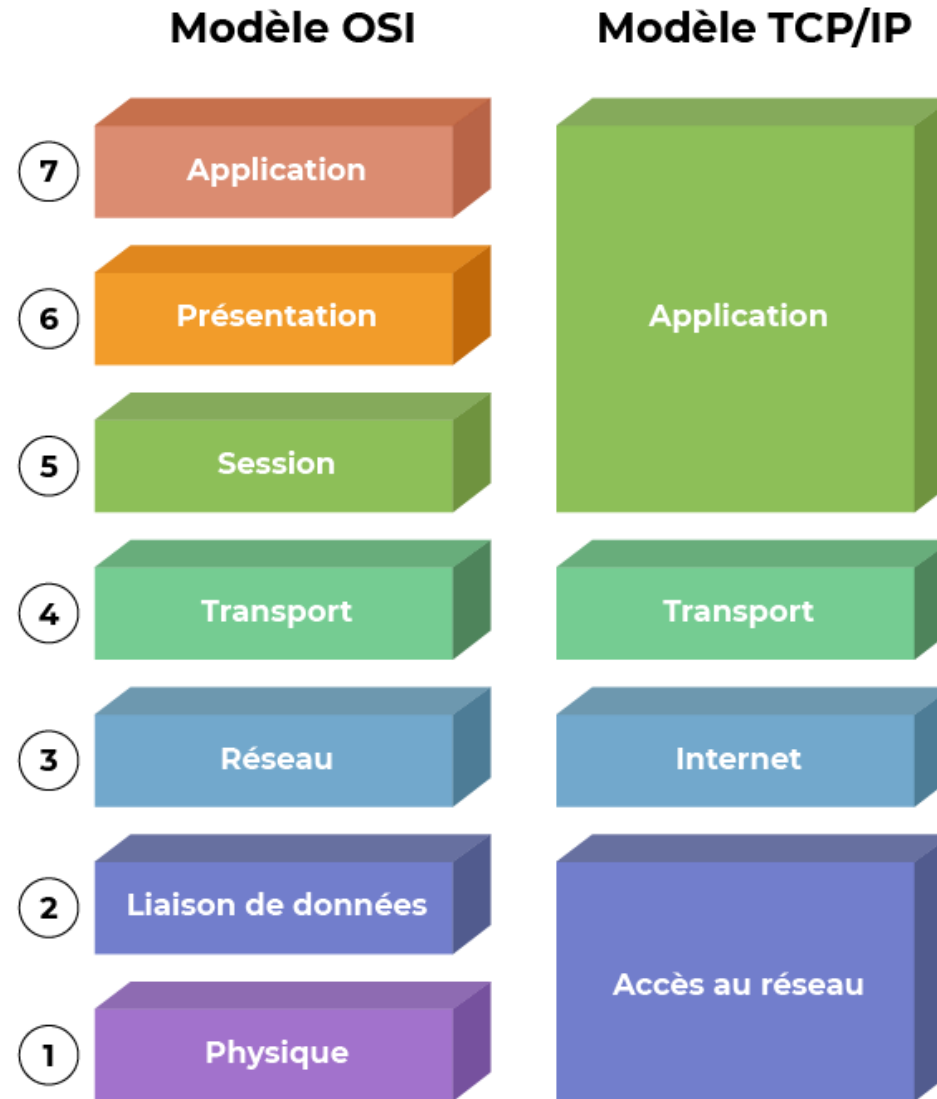 Modèle OSI
Modèle TCP/IP
7
Application
6
Présentation
Application
5
Session
4
Transport
Transport
3
Réseau
Internet
2
Liaison de données
Accès au réseau
1
Physique